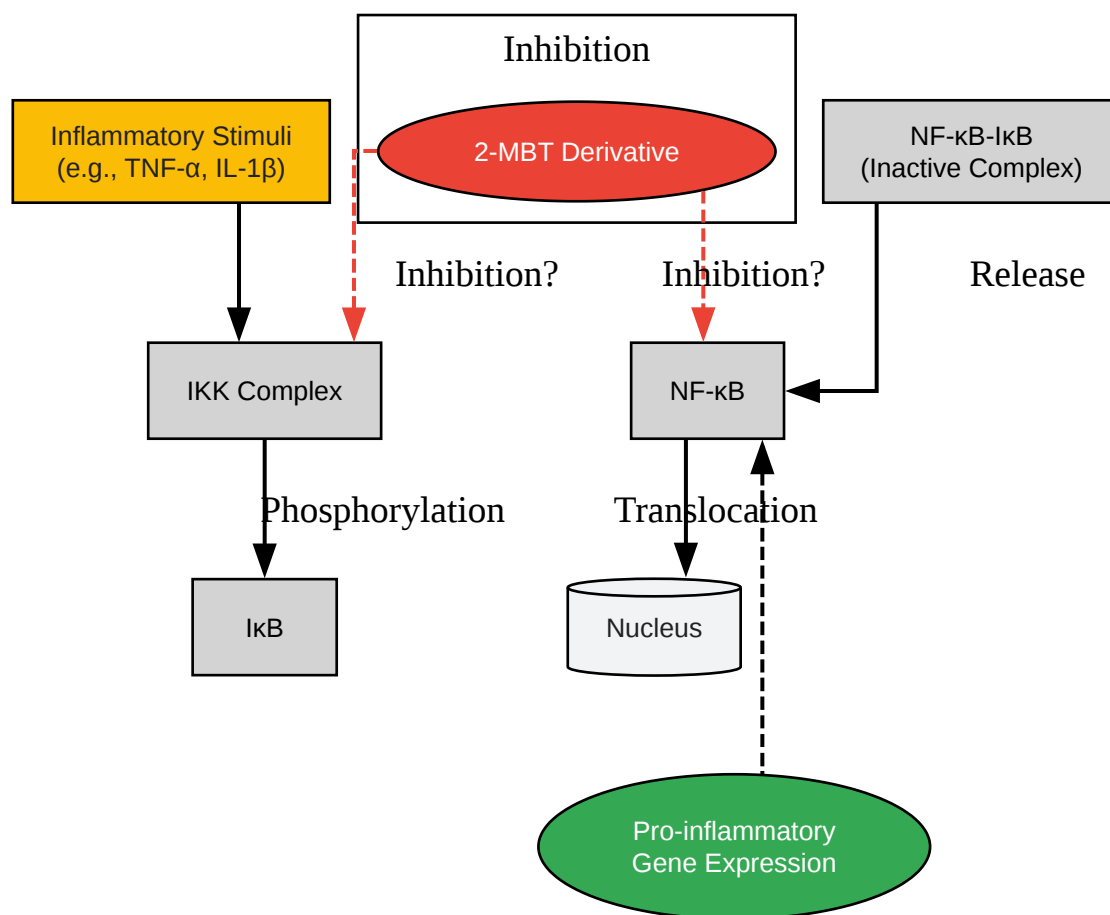 Inhibition
Inflammatory Stimuli
(e.g., TNF-α, IL-1β)
2-MBT Derivative
NF-κB-IκB
(Inactive Complex)
Inhibition?
Inhibition?
Release
IKK Complex
NF-κB
Phosphorylation
Translocation
IκB
Nucleus
Pro-inflammatory
Gene Expression